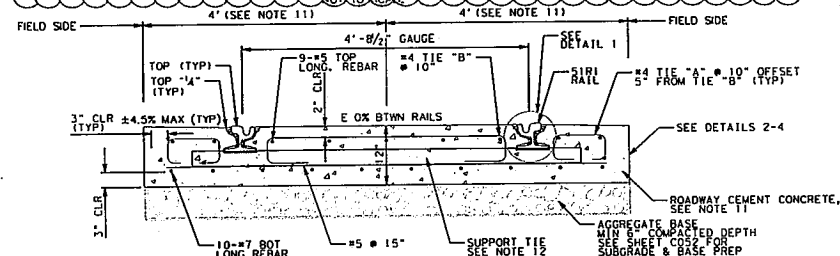 4' (SEE NOTE 11)
4' (SEE NOTE 11)
FIELD SIDE
FIELD SIDE
4'-8½" GAUGE
SEE
DETAIL 1
TOP (TYP)
TOP "¼"
(TYP)
9-#5 TOP
LONG. REBAR
2" CLR
#4 TIE "B"
@ 10"
51R1
RAIL
#4 TIE "A" @ 10" OFFSET
5" FROM TIE "B" (TYP)
3" CLR
(TYP)
±4.5% MAX (TYP)
0% BTWN RAILS
SEE DETAILS 2-4
3" CLR
10-#7 BOT
LONG REBAR
#5 @ 15"
SUPPORT TIE
SEE NOTE 12
ROADWAY CEMENT CONCRETE,
SEE NOTE 11
AGGREGATE BASE
MIN 6" COMPACTED DEPTH
SEE SHEET C052 FOR
SUBGRADE & BASE PREP